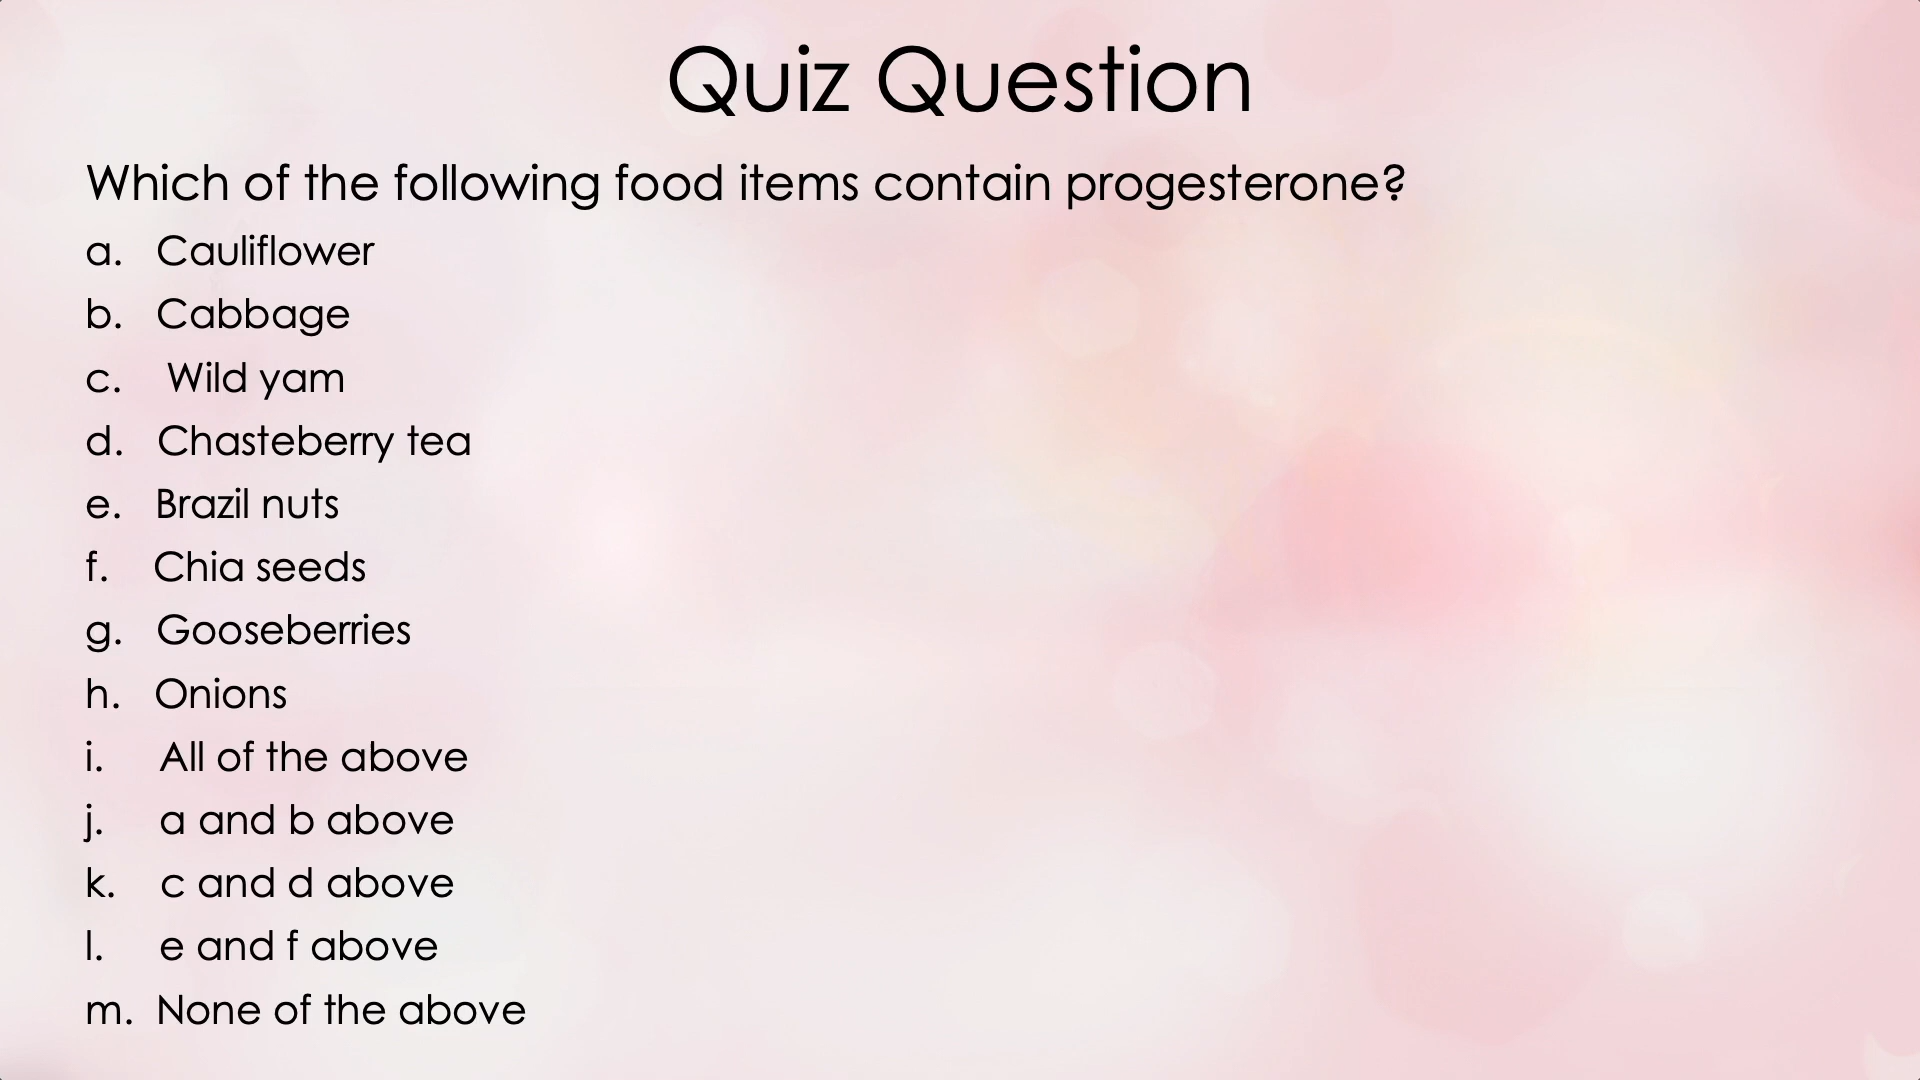 Quiz Question
Which of the following food items contain progesterone?
a. Cauliflower
b. Cabbage
c. Wild yam
d. Chasteberry tea
e. Brazil nuts
f. Chia seeds
g. Gooseberries
h. Onions
i. All of the above
j. a and b above
k. c and d above
l. e and f above
m. None of the above